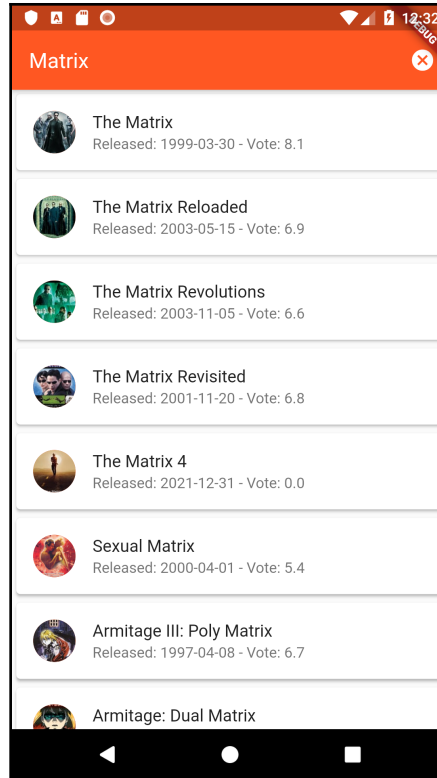 12:32
DEBUG
Matrix
The Matrix
Released: 1999-03-30 - Vote: 8.1
The Matrix Reloaded
Released: 2003-05-15 - Vote: 6.9
The Matrix Revolutions
Released: 2003-11-05 - Vote: 6.6
The Matrix Revisited
Released: 2001-11-20 - Vote: 6.8
The Matrix 4
Released: 2021-12-31 - Vote: 0.0
Sexual Matrix
Released: 2000-04-01 - Vote: 5.4
Armitage III: Poly Matrix
Released: 1997-04-08 - Vote: 6.7
Armitage: Dual Matrix